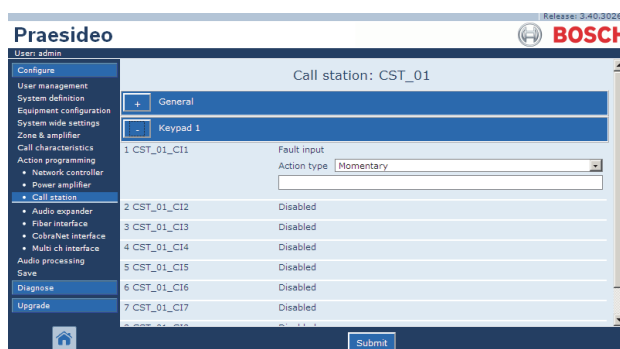 Release: 3.40.3026
Praesideo
BOSCH
User: admin
Configure
User management
System definition
Equipment configuration
System wide settings
Zone & amplifier
Call characteristics
Action programming
• Network controller
• Power amplifier
• Call station
• Audio expander
• Fiber interface
• CobraNet interface
• Multi ch interface
Audio processing
Save
Diagnose
Upgrade
Call station: CST_01
+ General
- Keypad 1
1 CST_01_CI1 Fault input
Action type Momentary
2 CST_01_CI2 Disabled
3 CST_01_CI3 Disabled
4 CST_01_CI4 Disabled
5 CST_01_CI5 Disabled
6 CST_01_CI6 Disabled
7 CST_01_CI7 Disabled
Submit